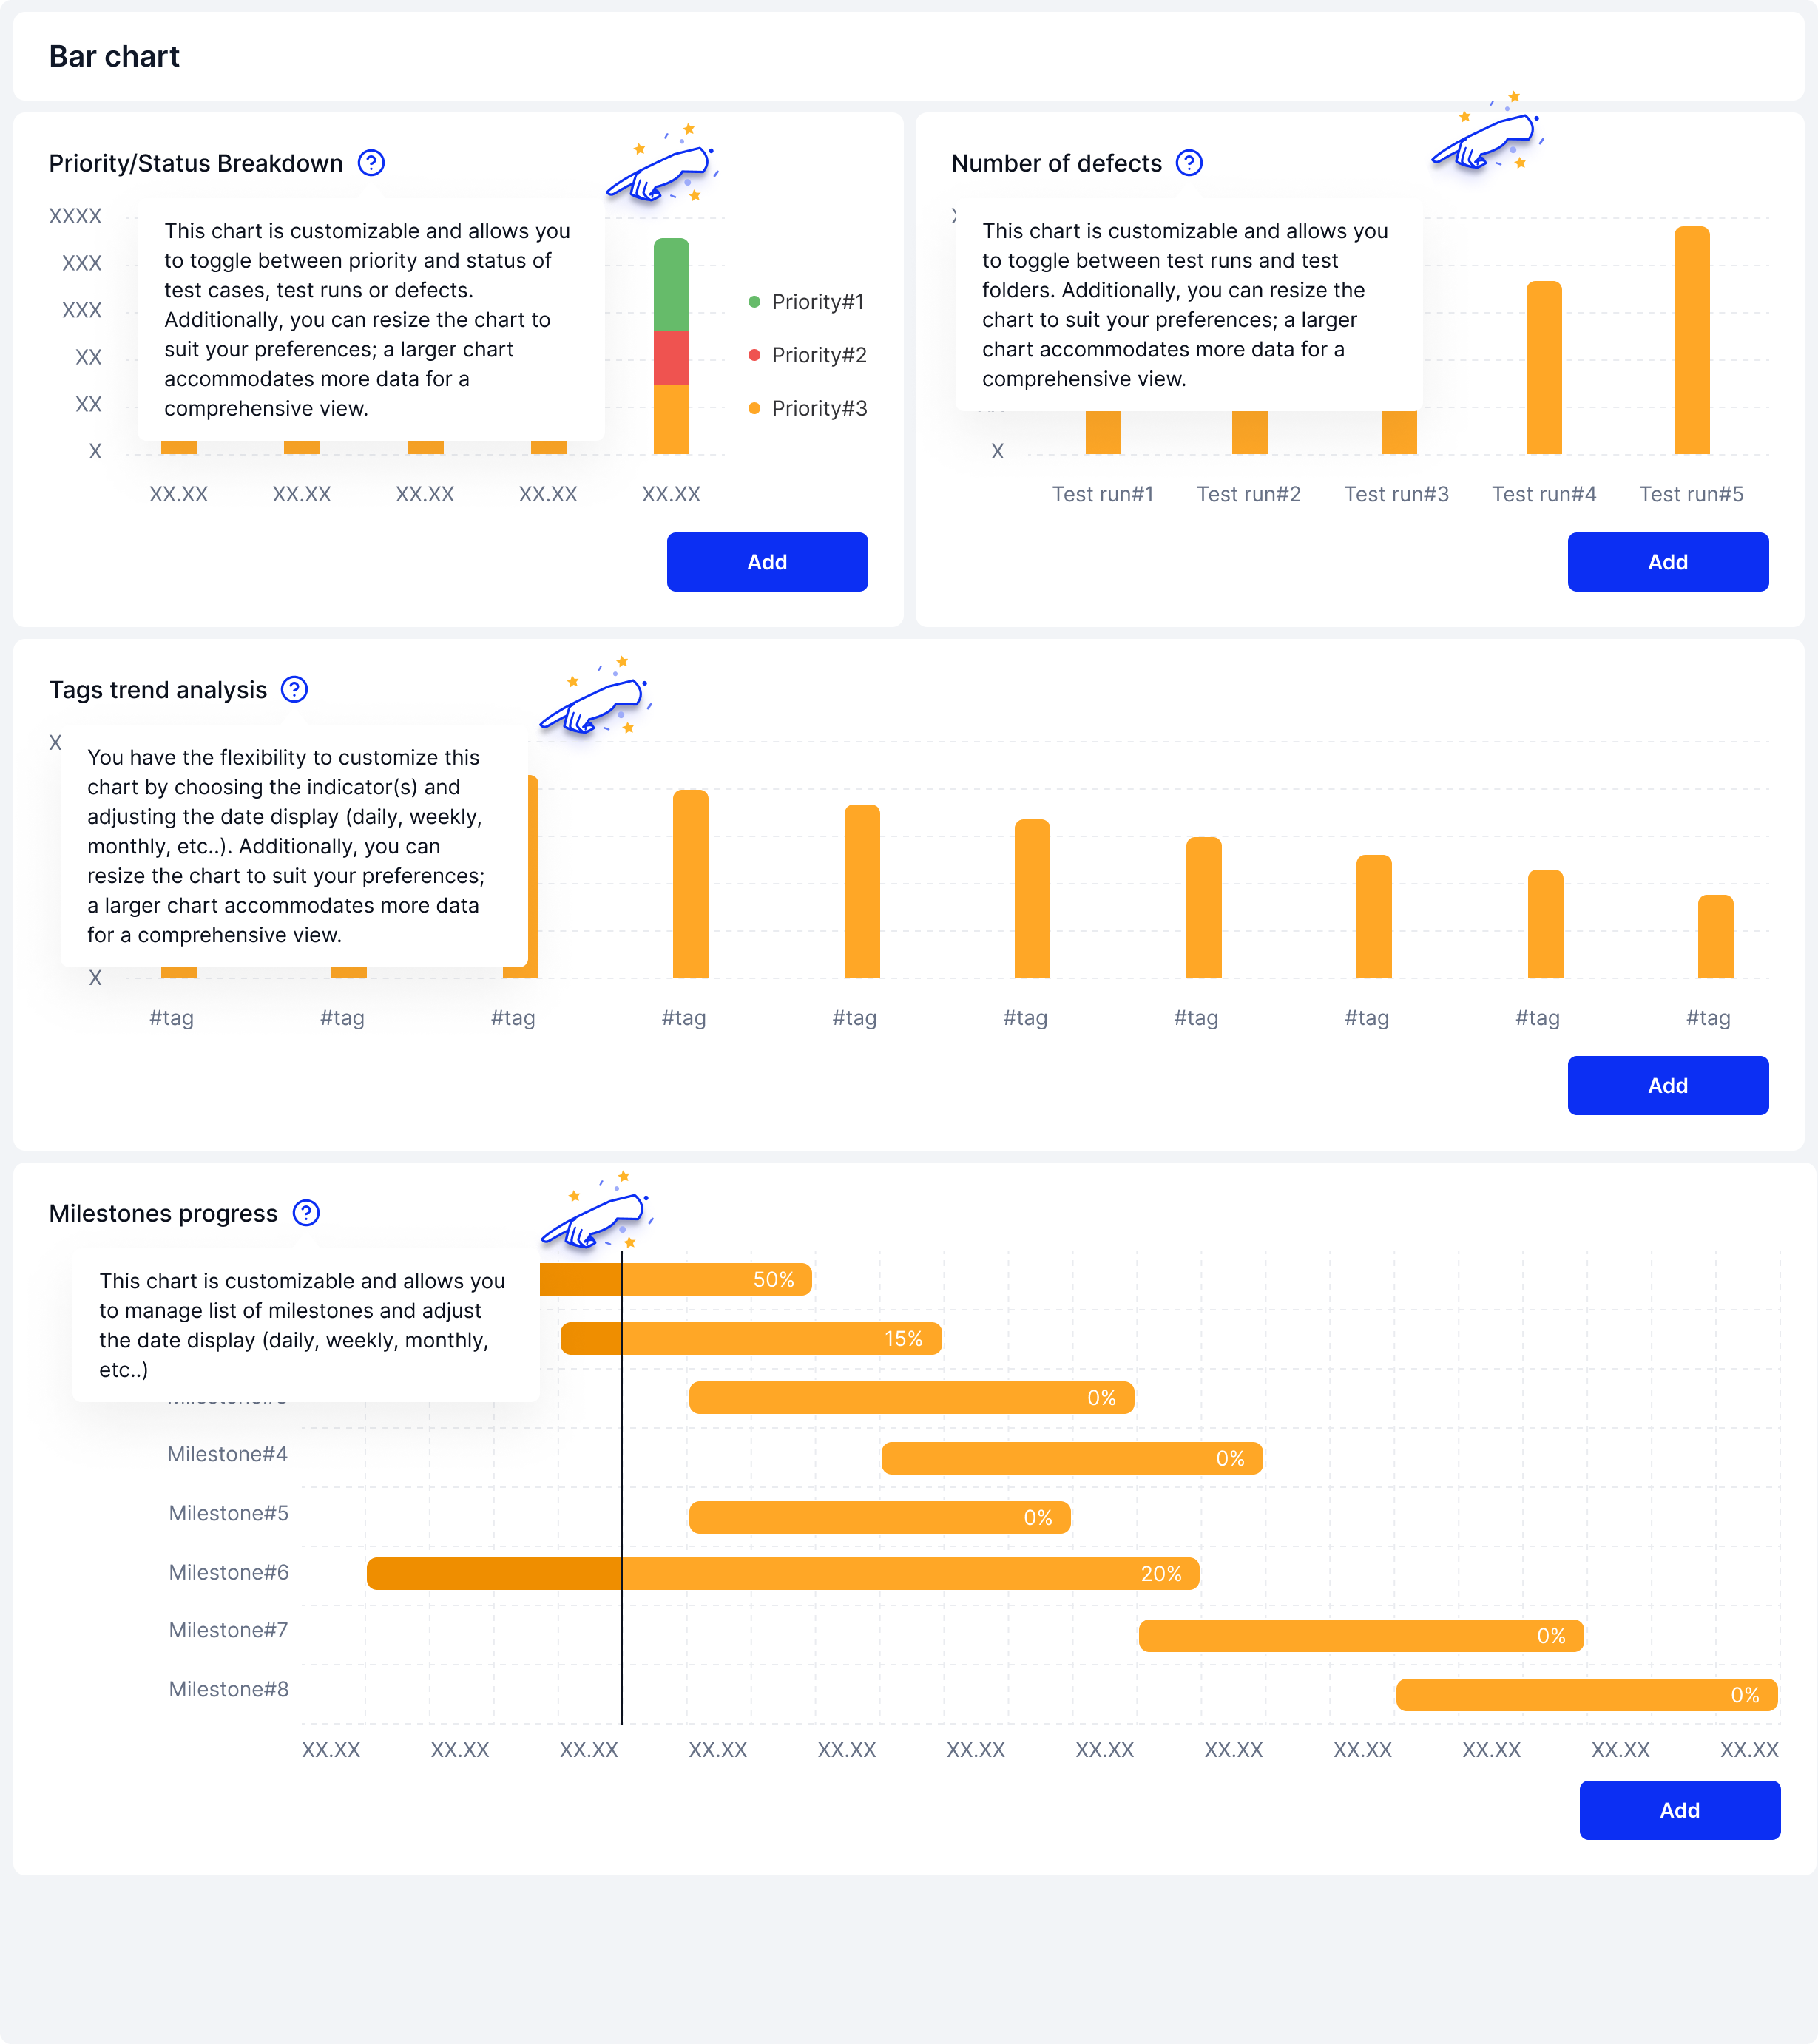 Bar chart
Priority/Status Breakdown
XXXX
XXX
XXX
XX
XX
X
This chart is customizable and allows you
to toggle between priority and status of
test cases, test runs or defects.
Additionally, you can resize the chart to
suit your preferences; a larger chart
accommodates more data for a
comprehensive view.
Priority#1
Priority#2
Priority#3
XX.XX XX.XX XX.XX XX.XX XX.XX
Add
Number of defects
This chart is customizable and allows you
to toggle between test runs and test
folders. Additionally, you can resize the
chart to suit your preferences; a larger
chart accommodates more data for a
comprehensive view.
X
Test run#1 Test run#2 Test run#3 Test run#4 Test run#5
Add
Tags trend analysis
X
You have the flexibility to customize this
chart by choosing the indicator(s) and
adjusting the date display (daily, weekly,
monthly, etc..). Additionally, you can
resize the chart to suit your preferences;
a larger chart accommodates more data
for a comprehensive view.
X
#tag #tag #tag #tag #tag #tag #tag #tag #tag #tag
Add
Milestones progress
This chart is customizable and allows you
to manage list of milestones and adjust
the date display (daily, weekly, monthly,
etc..)
50%
15%
0%
Milestone#4 0%
Milestone#5 0%
Milestone#6 20%
Milestone#7 0%
Milestone#8 0%
XX.XX XX.XX XX.XX XX.XX XX.XX XX.XX XX.XX XX.XX XX.XX XX.XX XX.XX XX.XX
Add